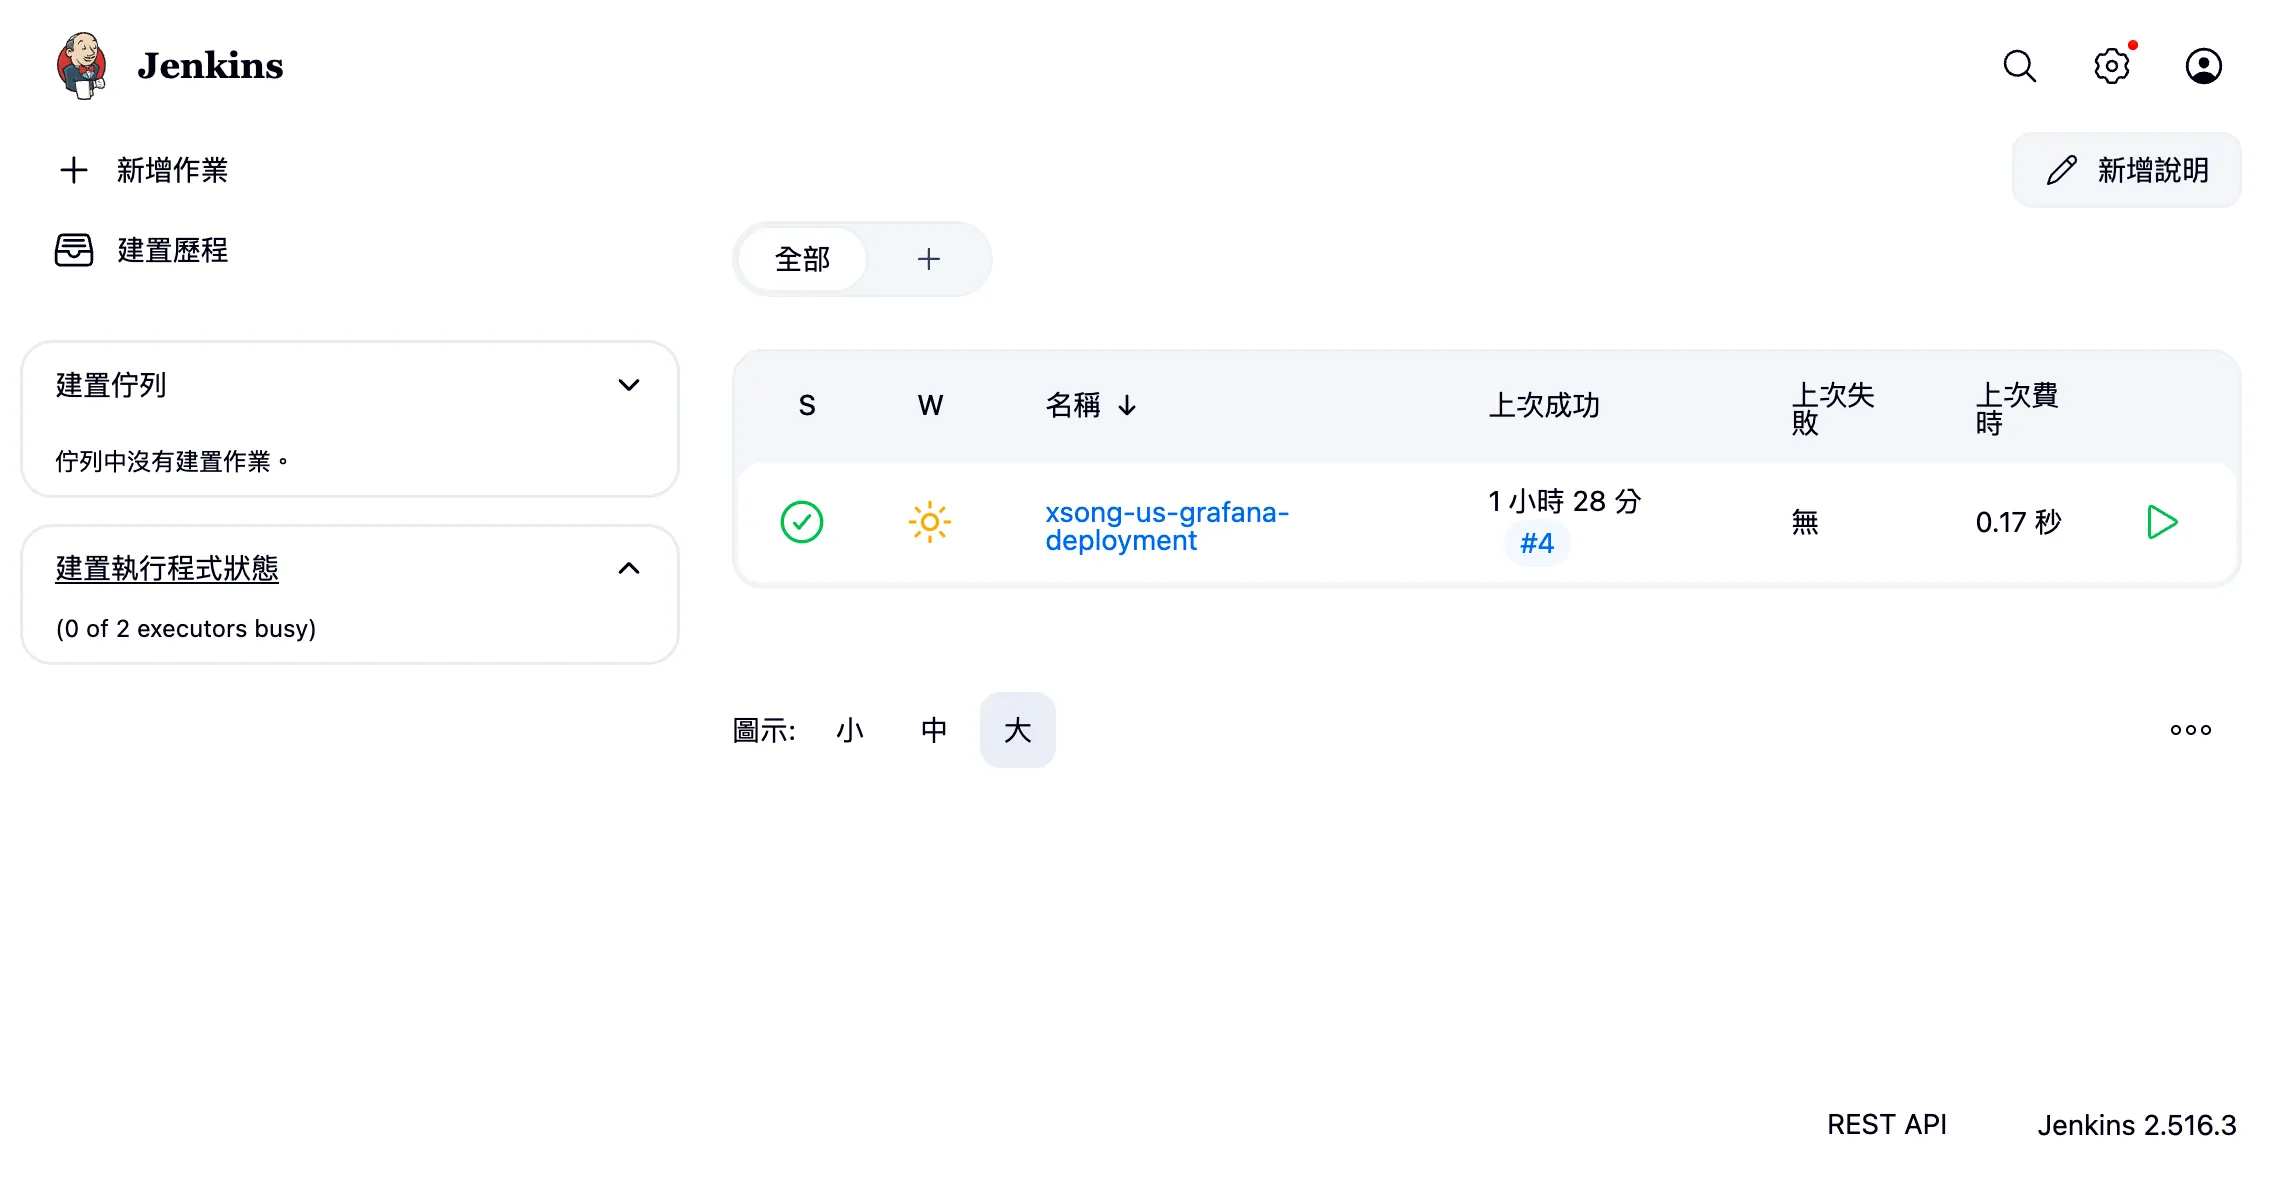 Jenkins
新增作業
建置歷程
建置佇列
佇列中沒有建置作業。
建置執行程式狀態
(0 of 2 executors busy)
新增說明
全部
S W 名稱 ↓ 上次成功 上次失敗 上次費時
xsong-us-grafana-deployment
1 小時 28 分
#4
無
0.17 秒
圖示: 小 中 大
REST API Jenkins 2.516.3